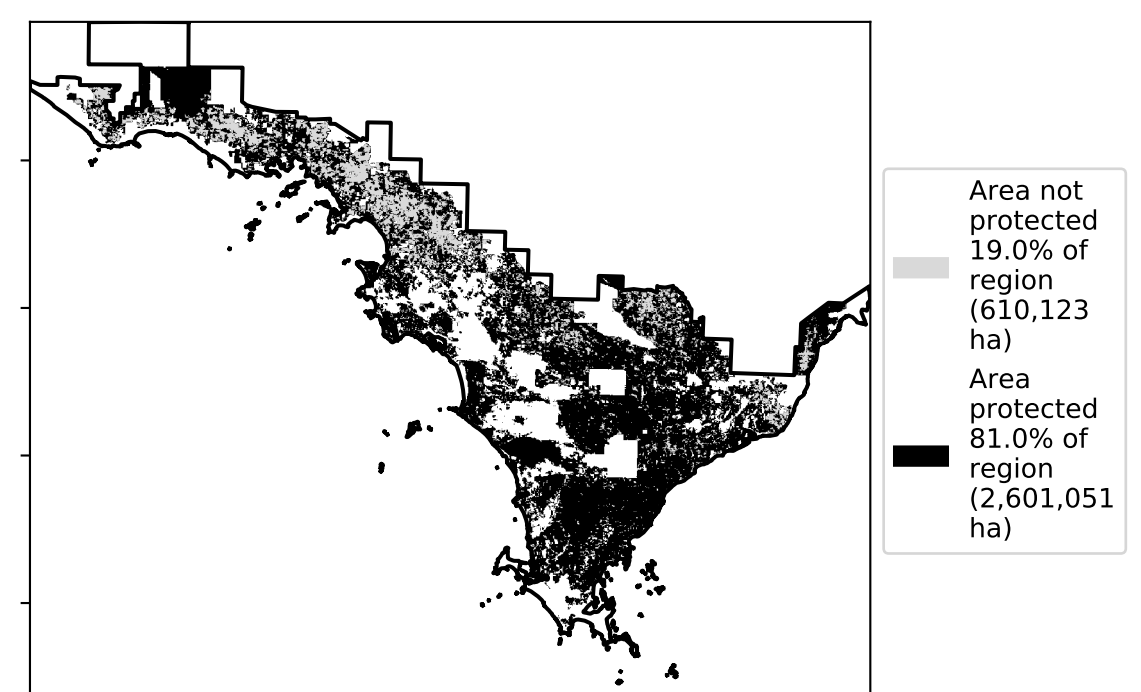 Area not
protected
19.0% of
region
(610,123
ha)
Area
protected
81.0% of
region
(2,601,051
ha)